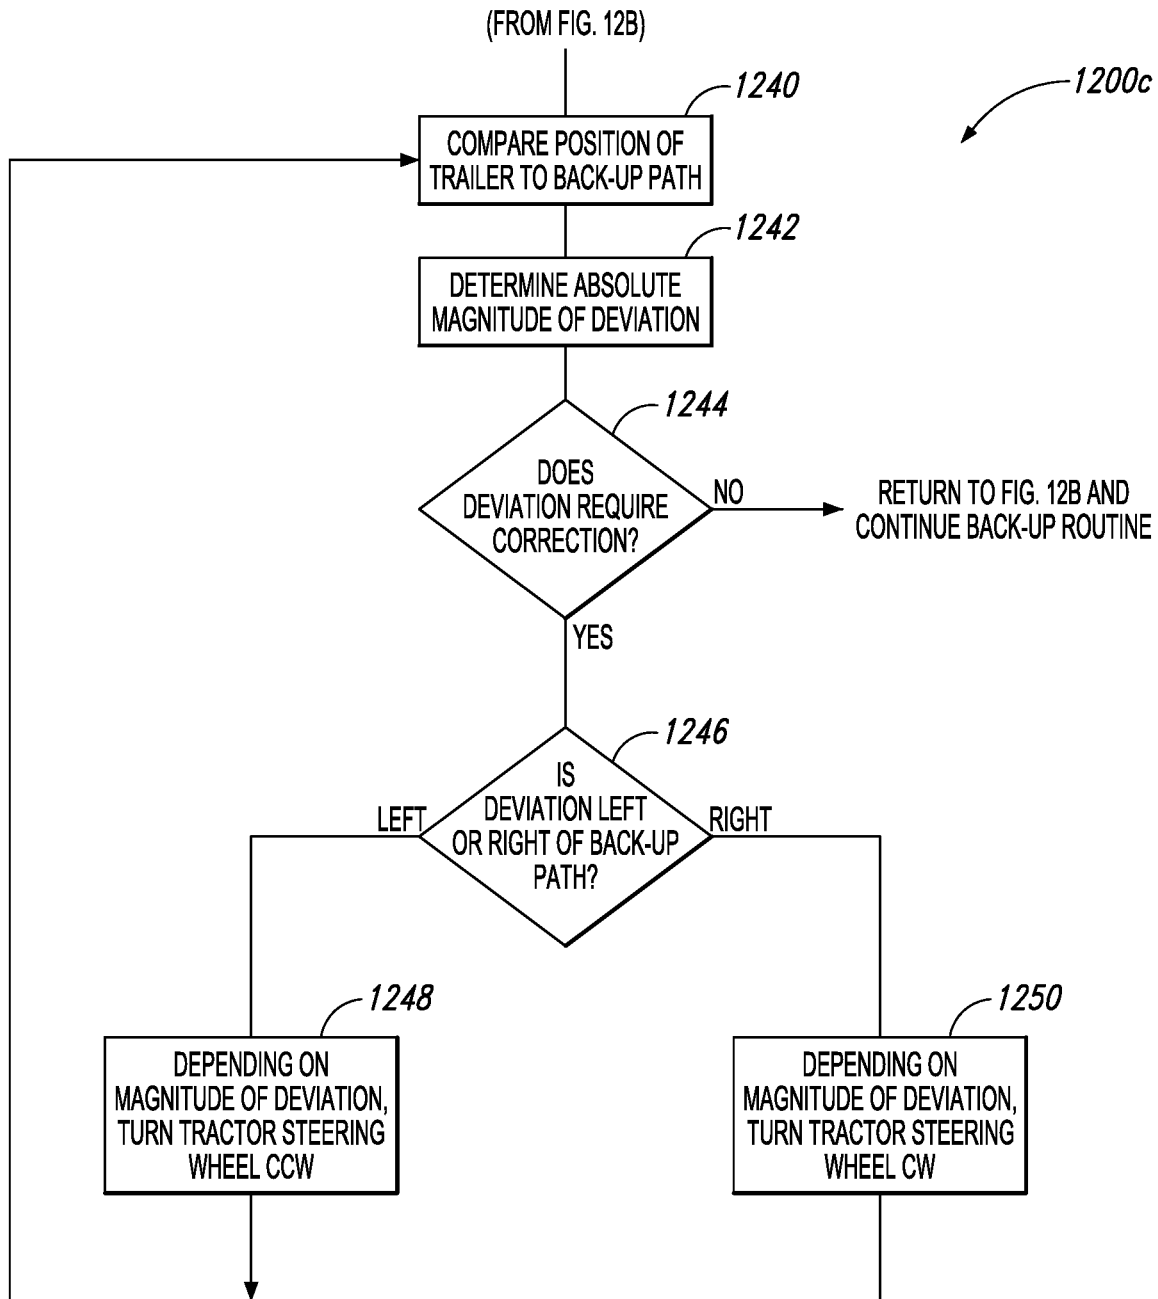 (FROM FIG. 12B)
1200c
1240
COMPARE POSITION OF
TRAILER TO BACK-UP PATH
1242
DETERMINE ABSOLUTE
MAGNITUDE OF DEVIATION
1244
DOES
DEVIATION REQUIRE
CORRECTION?
NO
RETURN TO FIG. 12B AND
CONTINUE BACK-UP ROUTINE
YES
1246
IS
DEVIATION LEFT
OR RIGHT OF BACK-UP
PATH?
LEFT
RIGHT
1248
DEPENDING ON
MAGNITUDE OF DEVIATION,
TURN TRACTOR STEERING
WHEEL CCW
1250
DEPENDING ON
MAGNITUDE OF DEVIATION,
TURN TRACTOR STEERING
WHEEL CW